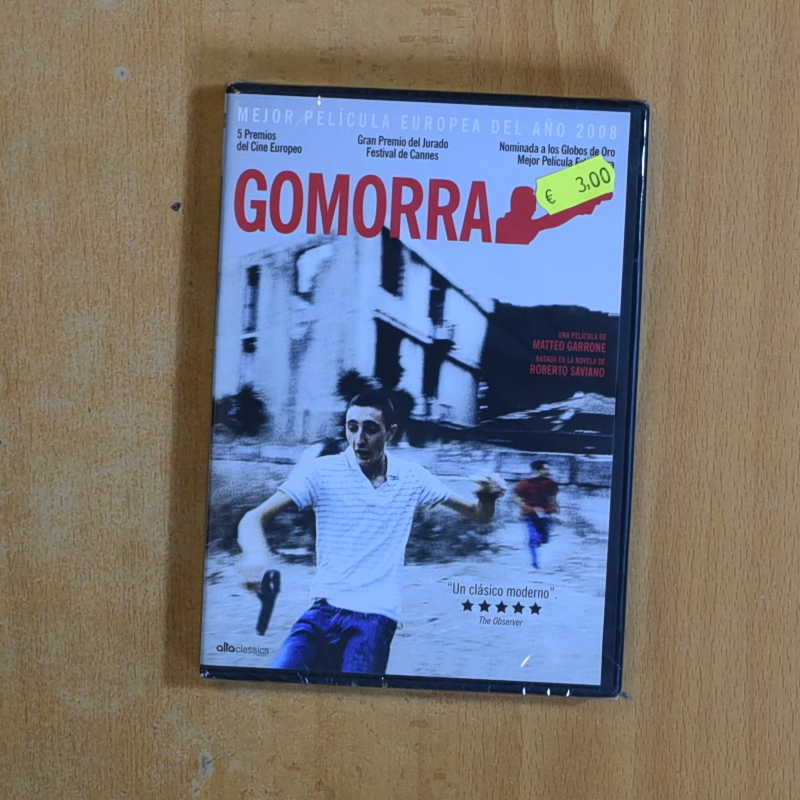 MEJOR PELÍCULA EUROPEA DEL AÑO 2008
5 Premios
del Cine Europeo
Gran Premio del Jurado
Festival de Cannes
Nominada a los Globos de Oro
Mejor Película
€ 3,00
GOMORRA
UNA PELÍCULA DE
MATTEO GARRONE
BASADA EN LA NOVELA DE
ROBERTO SAVIANO
"Un clásico moderno".
★★★★★
The Observer
altaclassics